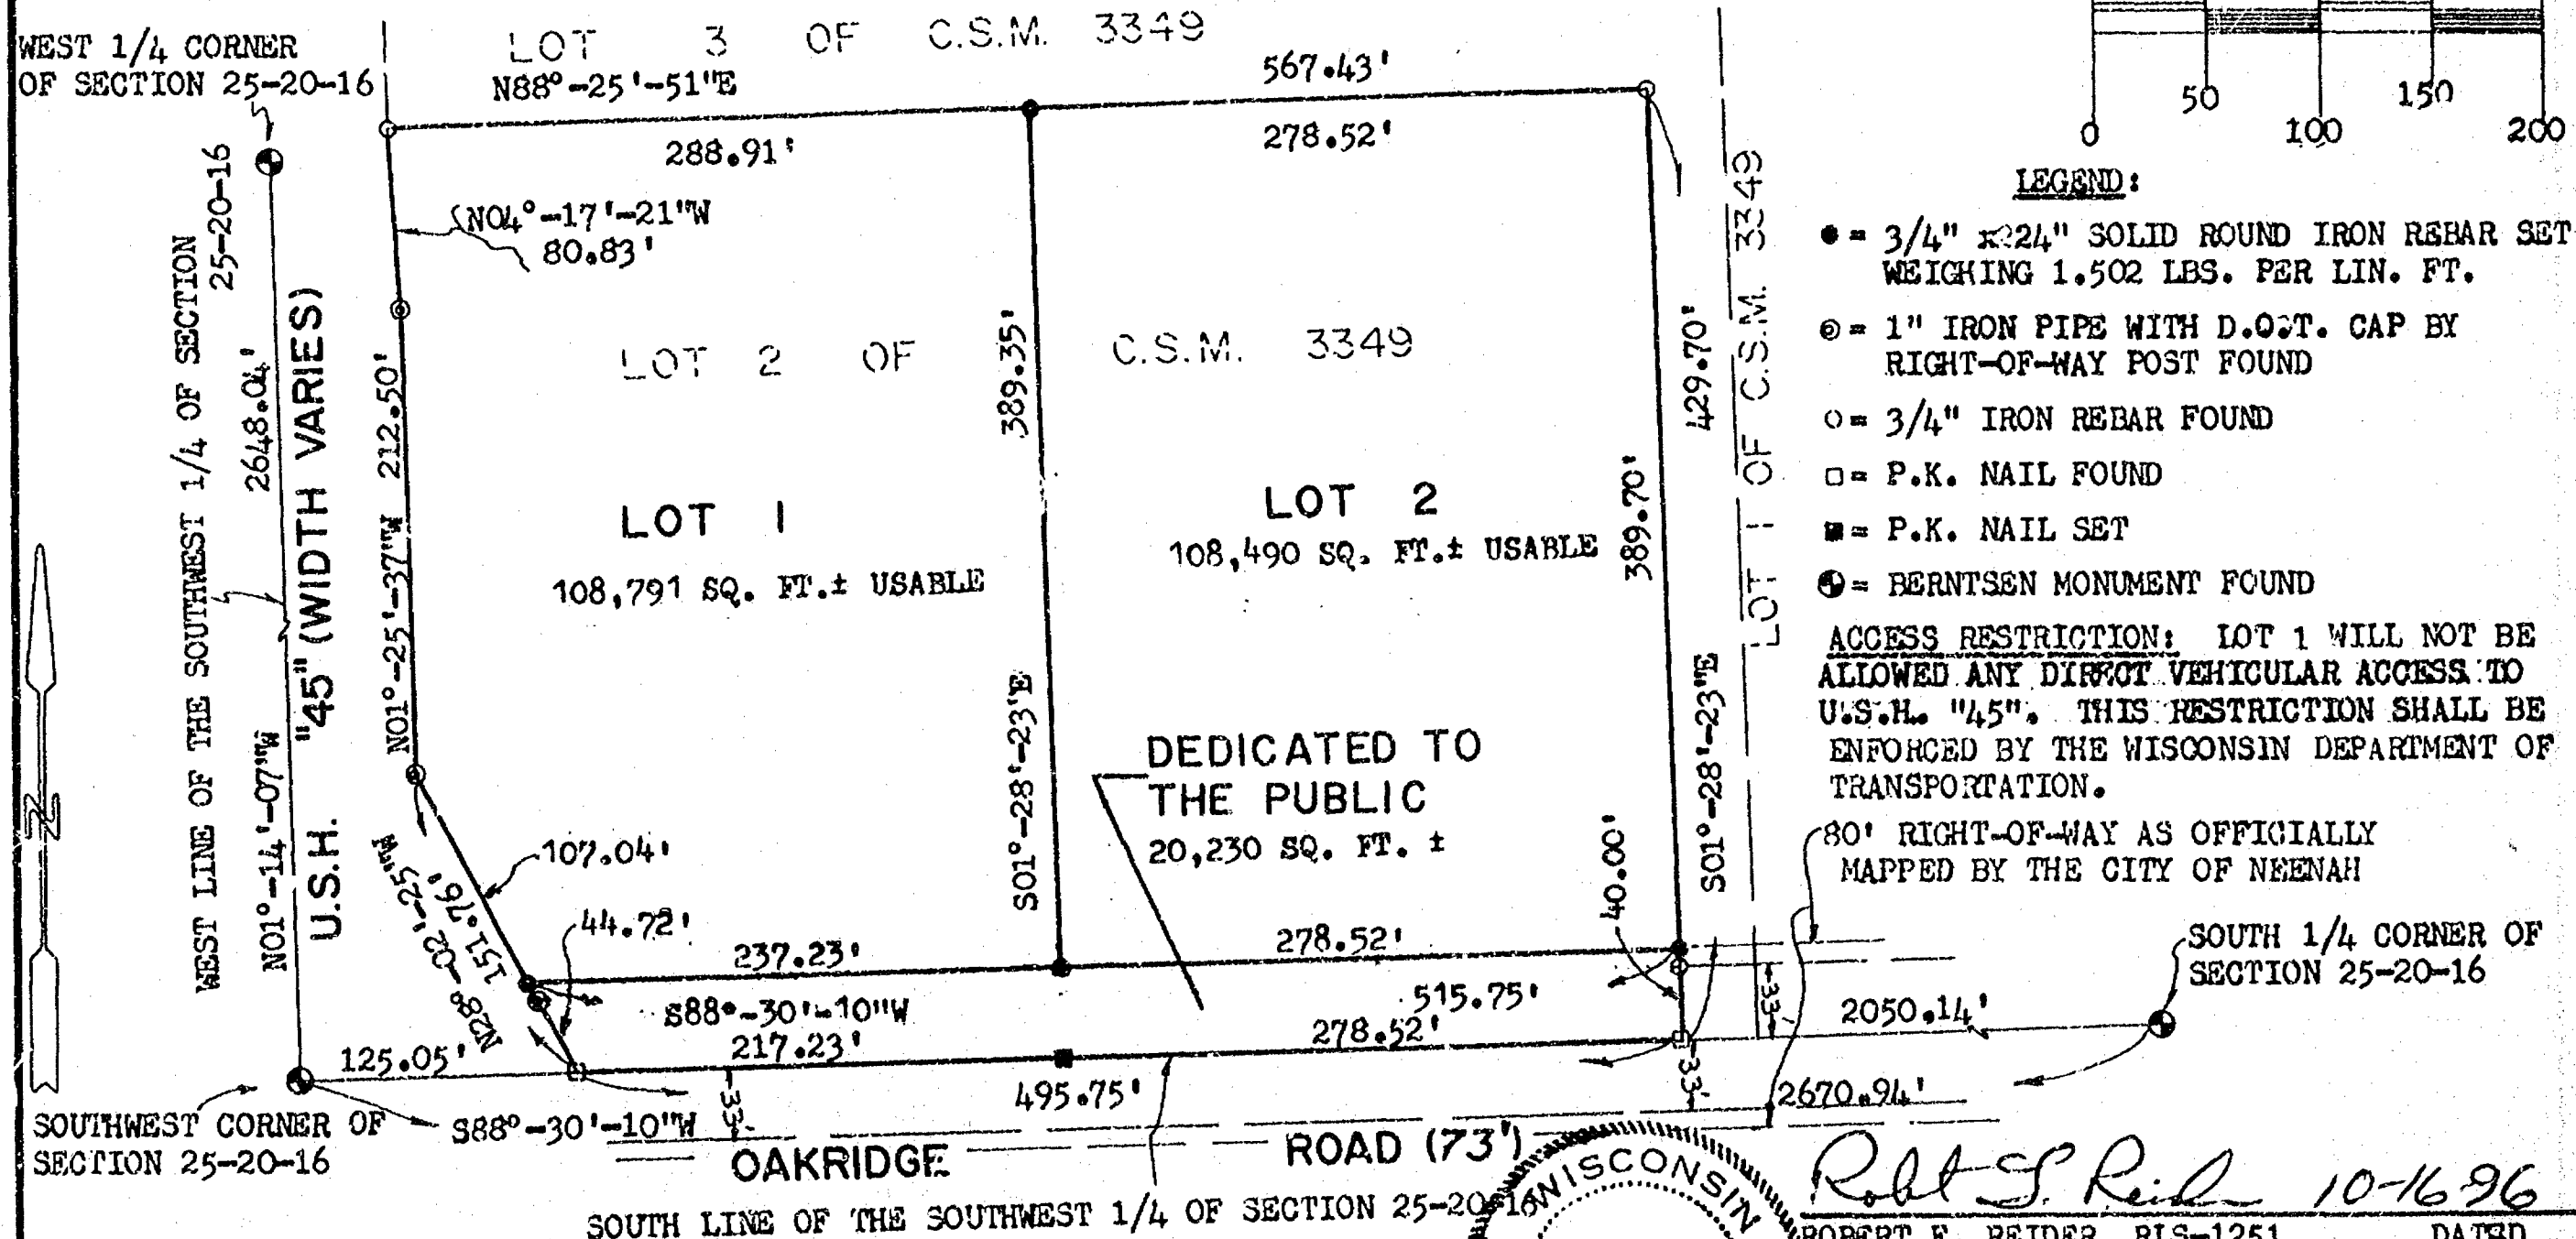 LOT 3 OF C.S.M. 3349
WEST 1/4 CORNER
OF SECTION 25-20-16
N88°-25'-51"E
567.43'
288.91'
278.52'
0 50 100 150 200
N04°-17'-21"W
80.83'
WEST LINE OF THE SOUTHWEST 1/4 OF SECTION
25-20-16
2648.04'
N01°-14'-07"W
U.S.H. "45" (WIDTH VARIES)
N01°-25'-37"W 212.50'
LOT 2 OF C.S.M. 3349
389.35'
S01°-28'-23"E
LOT 1
108,791 SQ. FT.± USABLE
LOT 2
108,490 SQ. FT.± USABLE
389.70'
429.70'
S01°-28'-23"E
LOT 1 OF C.S.M. 3349
DEDICATED TO
THE PUBLIC
20,230 SQ. FT. ±
107.04'
151.76'
N28°-02'-25"W
44.72'
237.23'
278.52'
40.00'
S88°-30'-10"W
515.75'
217.23'
278.52'
125.05'
495.75'
33'
33'
33'
2050.14'
2670.94'
SOUTHWEST CORNER OF
SECTION 25-20-16
S88°-30'-10"W
OAKRIDGE ROAD (73')
SOUTH LINE OF THE SOUTHWEST 1/4 OF SECTION 25-20-16
LEGEND:
● = 3/4" x 24" SOLID ROUND IRON REBAR SET
WEIGHING 1.502 LBS. PER LIN. FT.
◎ = 1" IRON PIPE WITH D.O.T. CAP BY
RIGHT-OF-WAY POST FOUND
○ = 3/4" IRON REBAR FOUND
□ = P.K. NAIL FOUND
■ = P.K. NAIL SET
= BERNTSEN MONUMENT FOUND
ACCESS RESTRICTION: LOT 1 WILL NOT BE
ALLOWED ANY DIRECT VEHICULAR ACCESS TO
U.S.H. "45". THIS RESTRICTION SHALL BE
ENFORCED BY THE WISCONSIN DEPARTMENT OF
TRANSPORTATION.
80' RIGHT-OF-WAY AS OFFICIALLY
MAPPED BY THE CITY OF NEENAH
SOUTH 1/4 CORNER OF
SECTION 25-20-16
WISCONSIN
10-16-96
ROBERT F. REIDER RLS-1251 DATED